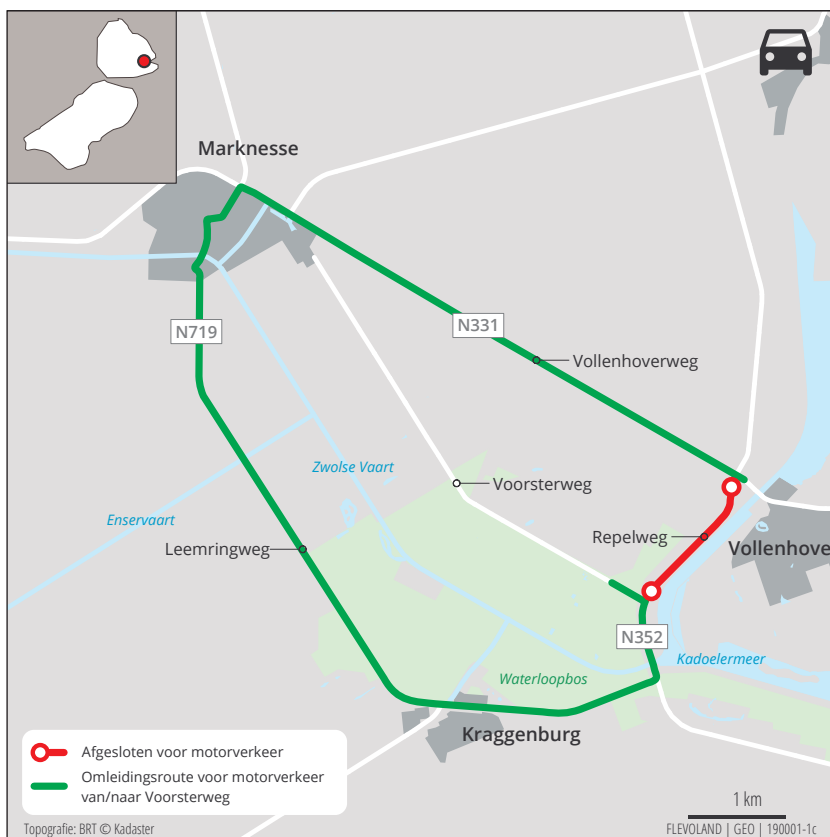 Marknesse
N719
N331
Vollenhoverweg
Zwolse Vaart
Voorsterweg
Enservaart
Leemringweg
Repelweg
Vollenhove
N352
Kadoelermeer
Waterloopbos
Kraggenburg
Afgesloten voor motorverkeer
Omleidingsroute voor motorverkeer
van/naar Voorsterweg
1 km
Topografie: BRT © Kadaster
FLEVOLAND | GEO | 190001-1c